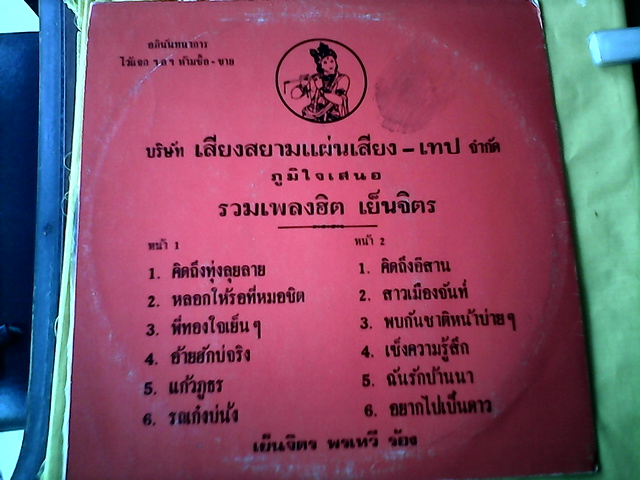 อภินันทนาการ
ไว้แจก ฯลฯ ห้ามซื้อ - ขาย
บริษัท เสียงสยามแผ่นเสียง - เทป จำกัด
ภูมิใจเสนอ
รวมเพลงฮิต เย็นจิตร
หน้า 1
1. คิดถึงทุ่งลุยลาย
2. หลอกให้รอที่หมอชิต
3. พี่ทองใจเย็น ๆ
4. อ้ายฮักบ่จริง
5. แก้วภูธร
6. รถเก๋งบ่นั่ง
หน้า 2
1. คิดถึงอีสาน
2. สาวเมืองจันท์
3. พบกันชาติหน้าบ่ายๆ
4. เข็งความรู้สึก
5. ฉันรักบ้านนา
6. อยากไปเป็นดาว
เย็นจิตร พรเทวี ร้อง